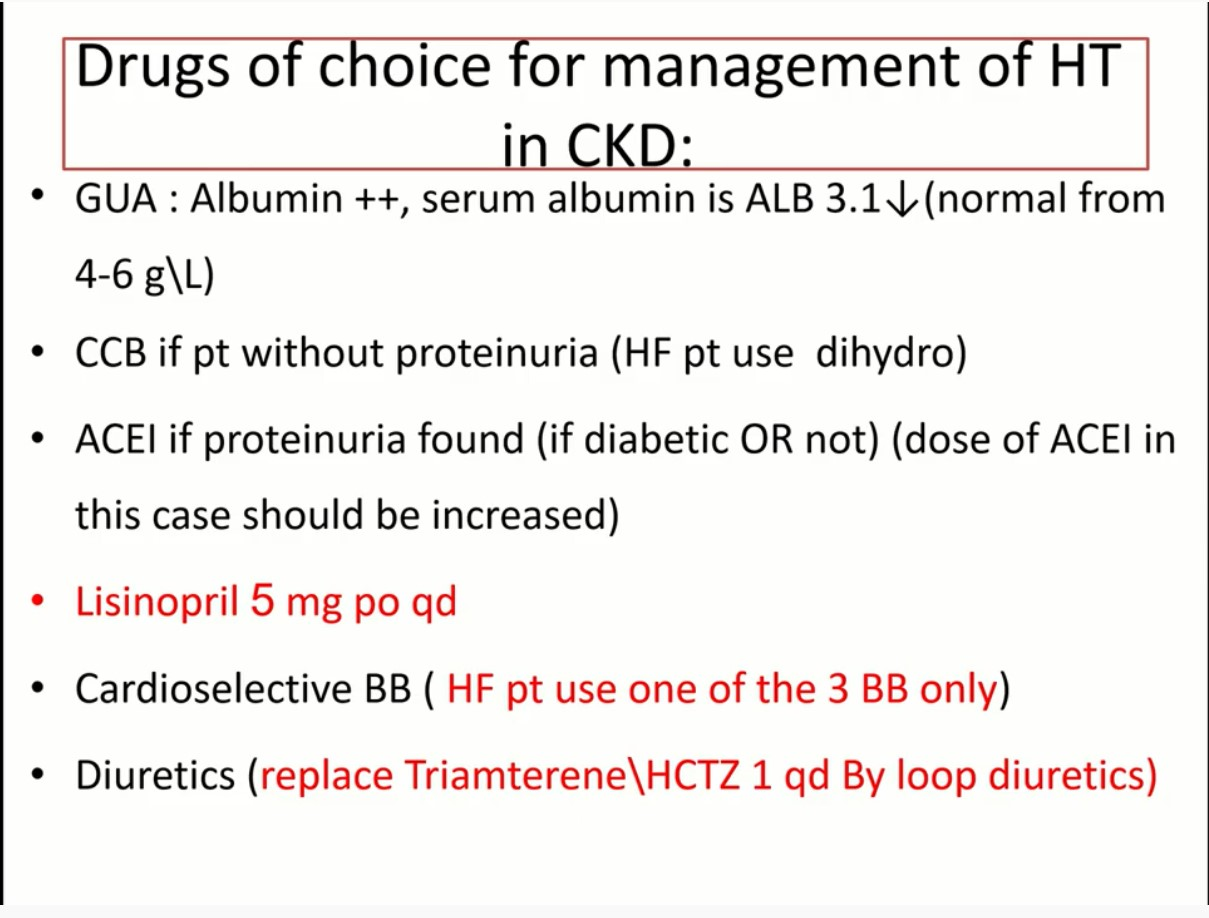 Drugs of choice for management of HT
in CKD:
• GUA : Albumin ++, serum albumin is ALB 3.1↓(normal from
4-6 g\L)
• CCB if pt without proteinuria (HF pt use dihydro)
• ACEI if proteinuria found (if diabetic OR not) (dose of ACEI in
this case should be increased)
• Lisinopril 5 mg po qd
• Cardioselective BB ( HF pt use one of the 3 BB only)
• Diuretics (replace Triamterene\HCTZ 1 qd By loop diuretics)